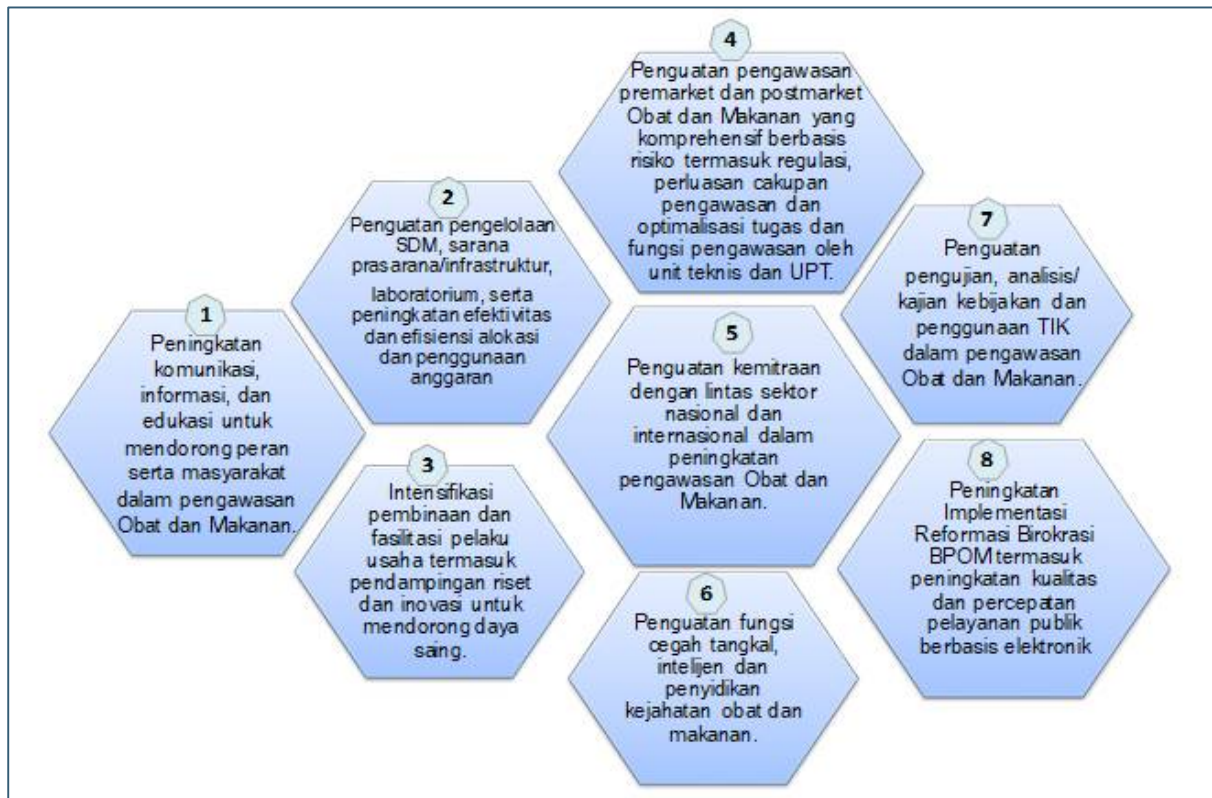 1
Peningkatan
komunikasi,
informasi, dan
edukasi untuk
mendorong peran
serta masyarakat
dalam pengawasan
Obat dan Makanan.
2
Penguatan pengelolaan
SDM, sarana
prasarana/infrastruktur,
laboratorium, serta
peningkatan efektivitas
dan efisiensi alokasi
dan penggunaan
anggaran
3
Intensifikasi
pembinaan dan
fasilitasi pelaku
usaha termasuk
pendampingan riset
dan inovasi untuk
mendorong daya
saing.
4
Penguatan pengawasan
premarket dan postmarket
Obat dan Makanan yang
komprehensif berbasis
risiko termasuk regulasi,
perluasan cakupan
pengawasan dan
optimalisasi tugas dan
fungsi pengawasan oleh
unit teknis dan UPT.
5
Penguatan kemitraan
dengan lintas sektor
nasional dan
internasional dalam
peningkatan
pengawasan Obat dan
Makanan.
6
Penguatan fungsi
cegah tangkal,
intelijen dan
penyidikan
kejahatan obat dan
makanan.
7
Penguatan
pengujian, analisis/
kajian kebijakan dan
penggunaan TIK
dalam pengawasan
Obat dan Makanan.
8
Peningkatan
Implementasi
Reformasi Birokrasi
BPOM termasuk
peningkatan kualitas
dan percepatan
pelayanan publik
berbasis elektronik